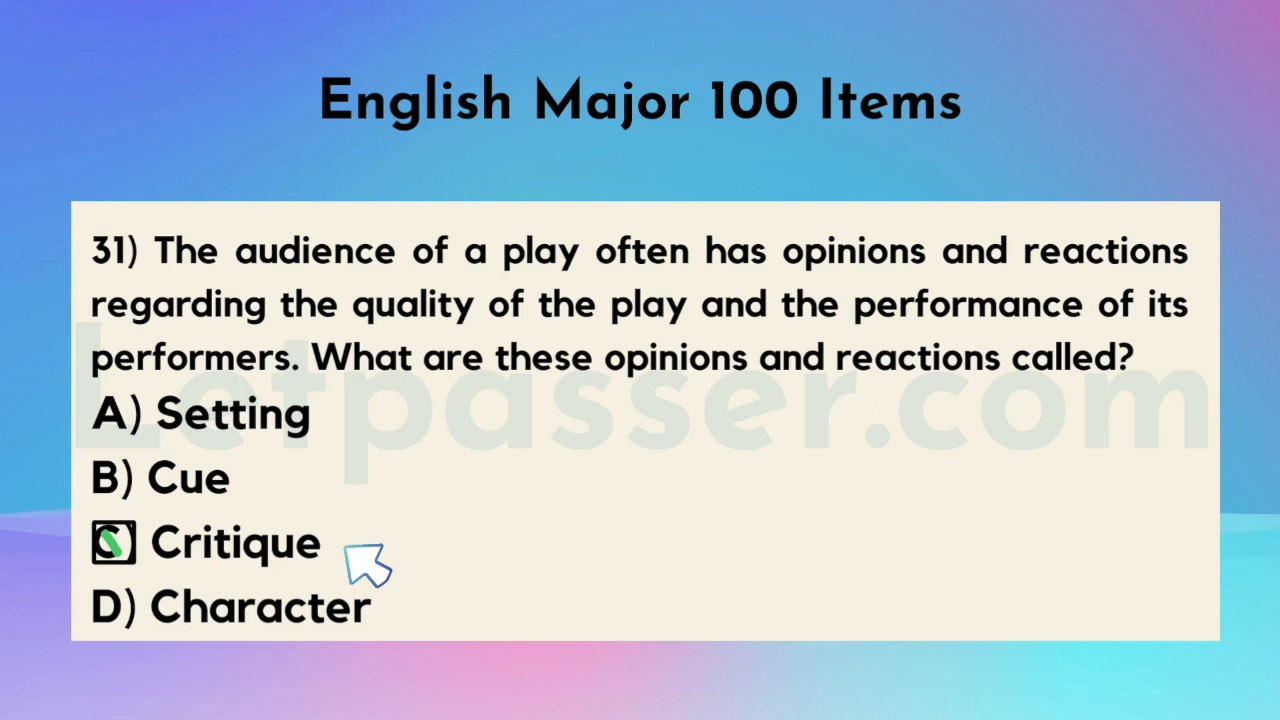 English Major 100 Items
31) The audience of a play often has opinions and reactions
regarding the quality of the play and the performance of its
performers. What are these opinions and reactions called?
Letpasser.com
A) Setting
B) Cue
C) Critique
D) Character